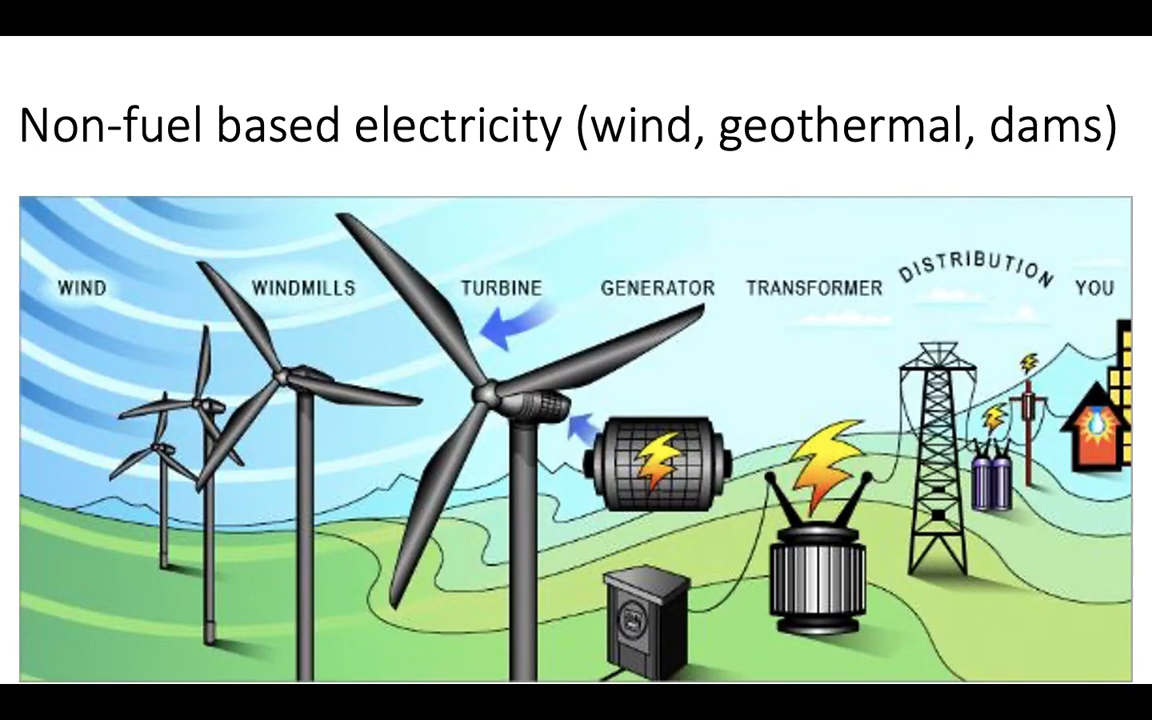 Non-fuel based electricity (wind, geothermal, dams)
WIND WINDMILLS TURBINE GENERATOR TRANSFORMER DISTRIBUTION YOU